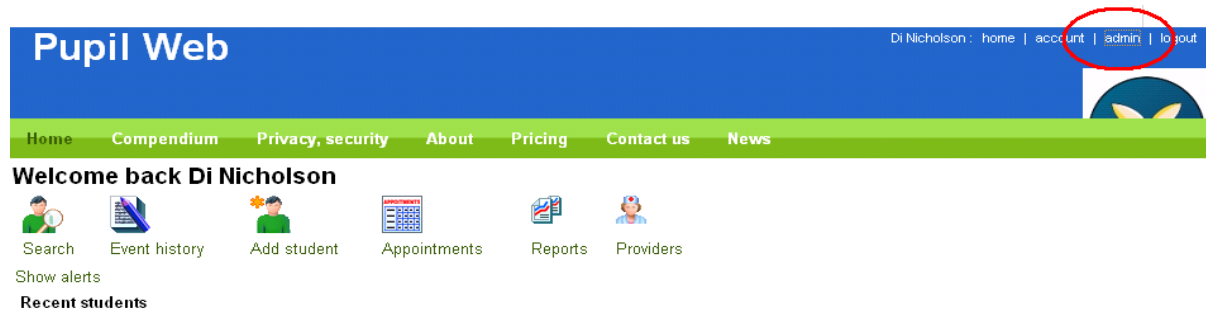 Pupil Web
Di Nicholson : home | account | admin | logout
Home Compendium Privacy, security About Pricing Contact us News
Welcome back Di Nicholson
APPOITMENTS
Search Event history Add student Appointments Reports Providers
Show alerts
Recent students